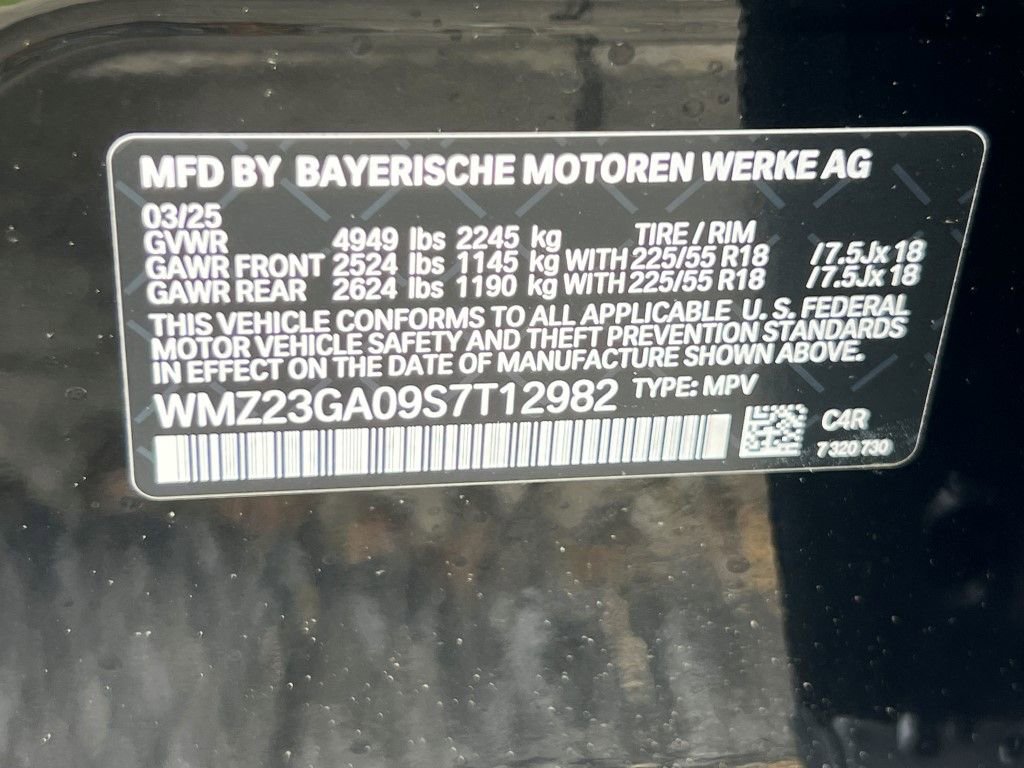 MFD BY BAYERISCHE MOTOREN WERKE AG
03/25
GVWR 4949 lbs 2245 kg TIRE / RIM
GAWR FRONT 2524 lbs 1145 kg WITH 225/55 R18 /7.5Jx18
GAWR REAR 2624 lbs 1190 kg WITH 225/55 R18 /7.5Jx18
THIS VEHICLE CONFORMS TO ALL APPLICABLE U. S. FEDERAL
MOTOR VEHICLE SAFETY AND THEFT PREVENTION STANDARDS
IN EFFECT ON THE DATE OF MANUFACTURE SHOWN ABOVE.
WMZ23GA09S7T12982 TYPE: MPV
C4R
7320730